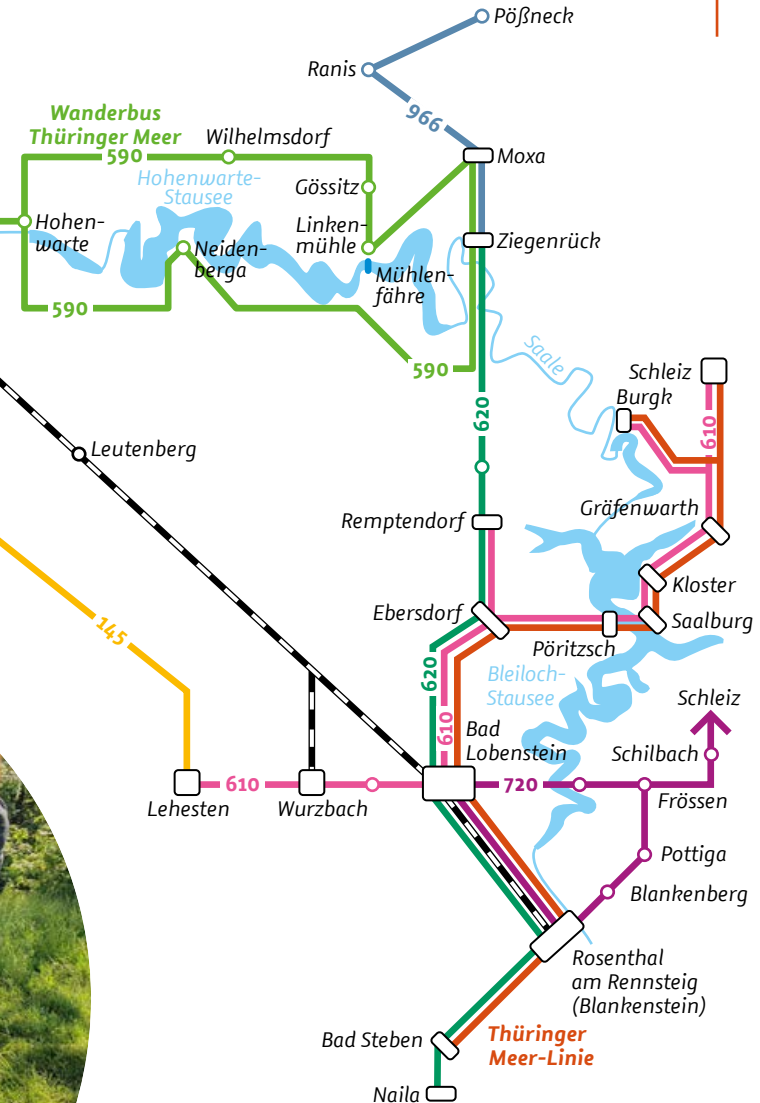 Pößneck
Ranis
966
Wanderbus
Thüringer Meer
590
Wilhelmsdorf
Moxa
Hohenwarte-
Stausee
Gössitz
Hohen-
warte
Linken-
mühle
Ziegenrück
Neiden-
berga
Mühlen-
fähre
590
590
Saale
Schleiz
Burgk
610
620
Leutenberg
Gräfenwarth
Remptendorf
Kloster
Ebersdorf
Saalburg
Pöritzsch
145
620
Bleiloch-
Stausee
610
Schleiz
Bad
Lobenstein
Schilbach
610
720
Lehesten
Wurzbach
Frössen
Pottiga
Blankenberg
Rosenthal
am Rennsteig
(Blankenstein)
Thüringer
Meer-Linie
Bad Steben
Naila